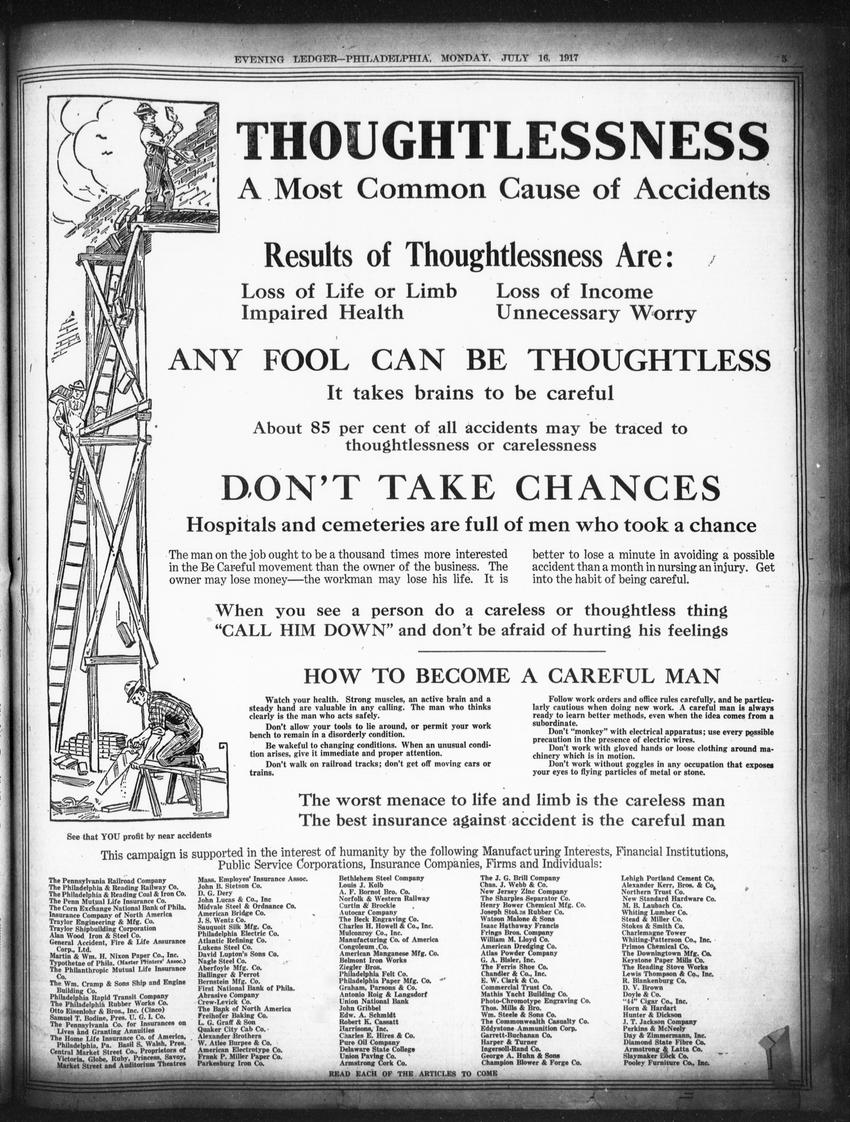 EVENING LEDGER—PHILADELPHIA, MONDAY, JULY 16, 1917
5
THOUGHTLESSNESS
A Most Common Cause of Accidents
Results of Thoughtlessness Are:
Loss of Life or Limb
Impaired Health
Loss of Income
Unnecessary Worry
ANY FOOL CAN BE THOUGHTLESS
It takes brains to be careful
About 85 per cent of all accidents may be traced to
thoughtlessness or carelessness
DON'T TAKE CHANCES
Hospitals and cemeteries are full of men who took a chance
The man on the job ought to be a thousand times more interested
in the Be Careful movement than the owner of the business. The
owner may lose money—the workman may lose his life. It is
better to lose a minute in avoiding a possible
accident than a month in nursing an injury. Get
into the habit of being careful.
When you see a person do a careless or thoughtless thing
"CALL HIM DOWN" and don't be afraid of hurting his feelings
HOW TO BECOME A CAREFUL MAN
Watch your health. Strong muscles, an active brain and a
steady hand are valuable in any calling. The man who thinks
clearly is the man who acts safely.
Don't allow your tools to lie around, or permit your work
bench to remain in a disorderly condition.
Be wakeful to changing conditions. When an unusual condi-
tion arises, give it immediate and proper attention.
Don't walk on railroad tracks; don't get off moving cars or
trains.
Follow work orders and office rules carefully, and be particu-
larly cautious when doing new work. A careful man is always
ready to learn better methods, even when the idea comes from a
subordinate.
Don't "monkey" with electrical apparatus; use every possible
precaution in the presence of electric wires.
Don't work with gloved hands or loose clothing around ma-
chinery which is in motion.
Don't work without goggles in any occupation that exposes
your eyes to flying particles of metal or stone.
The worst menace to life and limb is the careless man
The best insurance against accident is the careful man
See that YOU profit by near accidents
This campaign is supported in the interest of humanity by the following Manufacturing Interests, Financial Institutions,
Public Service Corporations, Insurance Companies, Firms and Individuals:
The Pennsylvania Railroad Co.
The Philadelphia & Reading Railway Co.
The Philadelphia & Reading Coal & Iron Co.
The Penn Mutual Life Insurance Co.
The Corn Exchange National Bank of Phila.
Insurance Company of North America
Traylor Engineering & Mfg. Co.
Traylor Shipbuilding Corporation
Alan Wood Iron & Steel Co.
General Accident, Fire & Life Assurance
Corp., Ltd.
Martin & Wm. H. Nixon Paper Co., Inc.
Typothetae of Phila. (Master Printers' Assoc.)
The Philanthropic Mutual Life Insurance
Co.
The Wm. Cramp & Sons Ship and Engine
Building Co.
Philadelphia Rapid Transit Company
The Philadelphia Rubber Works Co.
Otto Eisenlohr & Bros., Inc. (Cinco)
Samuel T. Bodine, Pres. U. G. I. Co.
The Pennsylvania Co. for Insurances on
Lives and Granting Annuities
The Home Life Insurance Co. of America,
Philadelphia, Pa. Basil S. Walsh, Pres.
Central Market Street Co., Proprietors of
Victoria, Globe, Ruby, Princess, Savoy,
Market Street and Auditorium Theatres
Mass. Employes' Insurance Assoc.
John B. Stetson Co.
D. G. Dery
John Lucas & Co., Inc
Midvale Steel & Ordnance Co.
American Bridge Co.
J. S. Wentz Co.
Sauquoit Silk Mfg. Co.
Philadelphia Electric Co.
Atlantic Refining Co.
Lukens Steel Co.
David Lupton's Sons Co.
Nagle Steel Co.
Aberfoyle Mfg. Co.
Ballinger & Perrot
Bernstein Mfg. Co.
First National Bank of Phila.
Abrasive Company
Crew-Levick Co.
The Bank of North America
Freihofer Baking Co.
L. G. Graff & Son
Quaker City Cab Co.
Alexander Brothers
W. Atlee Burpee & Co.
American Electrotype Co.
Frank P. Miller Paper Co.
Parkesburg Iron Co.
Bethlehem Steel Company
Louis J. Kolb
A. F. Bornot Bro. Co.
Norfolk & Western Railway
Curtin & Brockie
Autocar Company
The Beck Engraving Co.
Charles H. Howell & Co., Inc.
Mulconroy Co., Inc.
Manufacturing Co. of America
Congoleum Co.
American Manganese Mfg. Co.
Belmont Iron Works
Ziegler Bros.
Philadelphia Felt Co.
Philadelphia Paper Mfg. Co.
Graham, Parsons & Co.
Antonio Roig & Langsdorf
Union National Bank
John Gribbel
Edw. A. Schmidt
Robert K. Cassatt
Harrisons, Inc.
Charles E. Hires & Co.
Pure Oil Company
Delaware State College
Union Paving Co.
Armstrong Cork Co.
The J. G. Brill Company
Chas. J. Webb & Co.
New Jersey Zinc Company
The Sharples Separator Co.
Henry Bower Chemical Mfg. Co.
Joseph Stokes Rubber Co.
Watson Malone & Sons
Isaac Hathaway Francis
Frings Bros. Company
William M. Lloyd Co.
American Dredging Co.
Atlas Powder Company
G. A. Bisler, Inc.
The Ferris Shoe Co.
Chandler & Co., Inc.
E. W. Clark & Co.
Commercial Trust Co.
Mathis Yacht Building Co.
Photo-Chromotype Engraving Co.
Thos. Mills & Bro.
Wm. Steele & Sons Co.
The Commonwealth Casualty Co.
Eddystone Ammunition Corp.
Garrett-Buchanan Co.
Harper & Turner
Ingersoll-Rand Co.
George A. Huhn & Sons
Champion Blower & Forge Co.
Lehigh Portland Cement Co.
Alexander Kerr, Bros. & Co.
Northern Trust Co.
New Standard Hardware Co.
M. B. Laubach Co.
Whiting Lumber Co.
Stead & Miller Co.
Stokes & Smith Co.
Charlemagne Tower
Whiting-Patterson Co., Inc.
Primos Chemical Co.
The Downingtown Mfg. Co.
Keystone Paper Mills Co.
The Reading Stove Works
Lewis Thompson & Co., Inc.
R. Blankenburg Co.
D. V. Brown
Doyle & Co.
"44" Cigar Co., Inc.
Horn & Hardart
Hunter & Dickson
J. T. Jackson Company
Perkins & McNeely
Day & Zimmermann, Inc.
Diamond State Fibre Co.
Armstrong & Latta Co.
Slaymaker Lock Co.
Pooley Furniture Co., Inc.
READ EACH OF THE ARTICLES TO COME